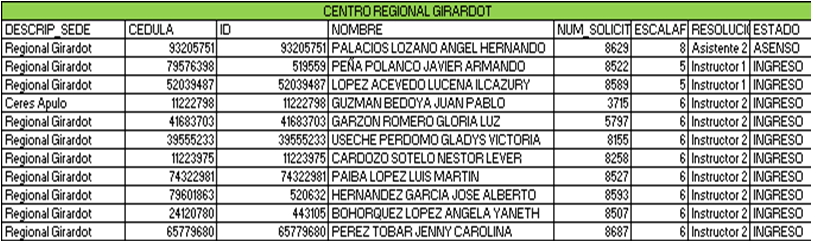 CENTRO REGIONAL GIRARDOT
DESCRIP_SEDE CEDULA ID NOMBRE NUM_SOLICIT ESCALAF RESOLUCI ESTADO
Regional Girardot 93205751 93205751 PALACIOS LOZANO ANGEL HERNANDO 8629 8 Asistente 2 ASENSO
Regional Girardot 79576398 519559 PEÑA POLANCO JAVIER ARMANDO 8522 5 Instructor 1 INGRESO
Regional Girardot 52039487 52039487 LOPEZ ACEVEDO LUCENA ILCAZURY 8589 5 Instructor 1 INGRESO
Ceres Apulo 11222798 11222798 GUZMAN BEDOYA JUAN PABLO 3715 6 Instructor 2 INGRESO
Regional Girardot 41683703 41683703 GARZON ROMERO GLORIA LUZ 5797 6 Instructor 2 INGRESO
Regional Girardot 39555233 39555233 USECHE PERDOMO GLADYS VICTORIA 8155 6 Instructor 2 INGRESO
Regional Girardot 11223975 11223975 CARDOZO SOTELO NESTOR LEVER 8258 6 Instructor 2 INGRESO
Regional Girardot 74322981 74322981 PAIBA LOPEZ LUIS MARTIN 8527 6 Instructor 2 INGRESO
Regional Girardot 79601863 520632 HERNANDEZ GARCIA JOSE ALBERTO 8593 6 Instructor 2 INGRESO
Regional Girardot 24120780 443105 BOHORQUEZ LOPEZ ANGELA YANETH 8507 6 Instructor 2 INGRESO
Regional Girardot 65779680 65779680 PEREZ TOBAR JENNY CAROLINA 8687 6 Instructor 2 INGRESO